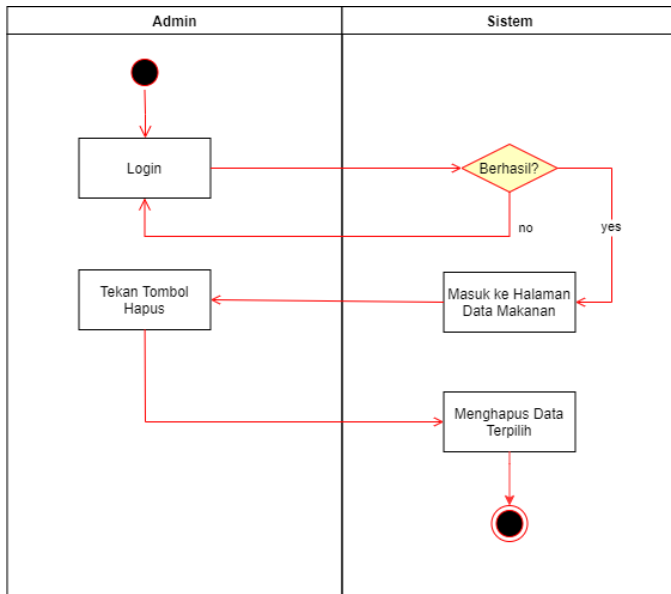 Admin
Sistem
Login
Berhasil?
no
yes
Tekan Tombol
Hapus
Masuk ke Halaman
Data Makanan
Menghapus Data
Terpilih